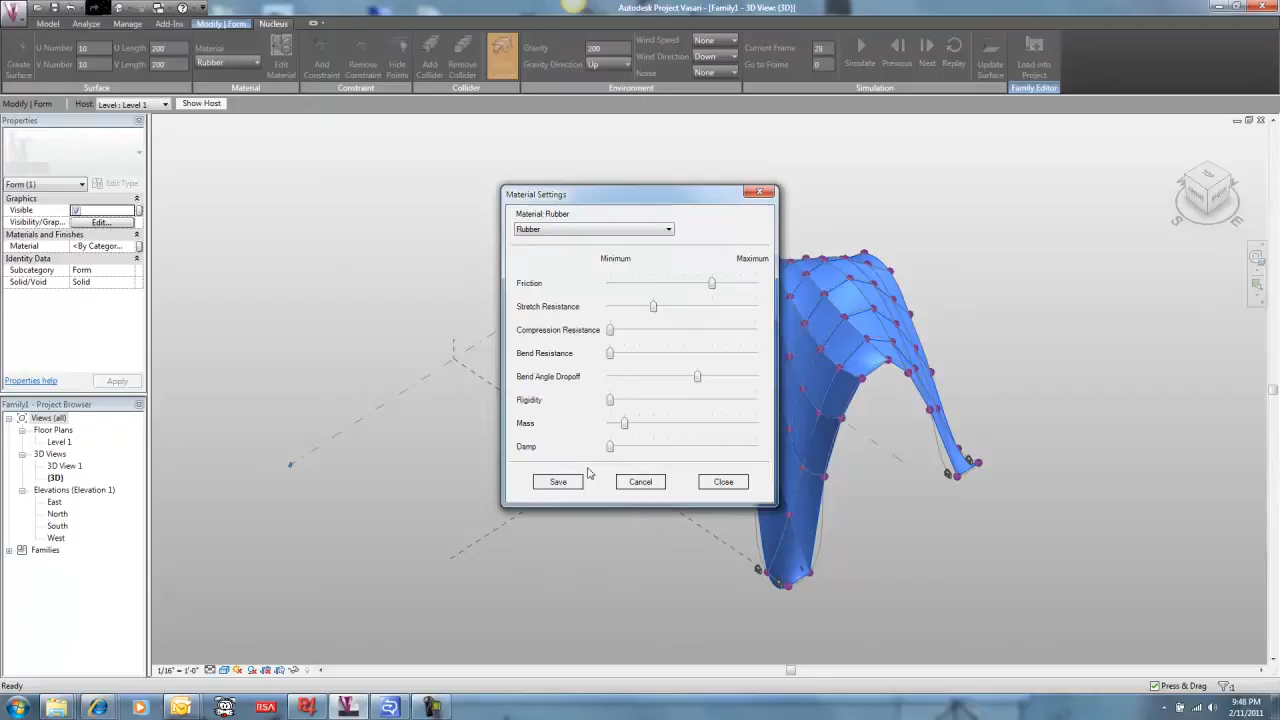 Autodesk Project Vasari - [Family1 - 3D View: {3D}]
Model Analyze Manage Add-Ins Modify | Form Nucleus
U Number 10 U Length 200' Material Gravity 200 Wind Speed None Current Frame 28
V Number 10 V Length 200' Rubber Gravity Direction Up Wind Direction Down Go to Frame 0
Noise None
Create Surface
Edit Material
Add Constraint
Remove Constraint
Hide Points
Add Collider
Remove Collider
Simulate Previous Next Replay
Update Surface
Load into Project
Surface Material Constraint Collider Environment Simulation Family Editor
Modify | Form Host: Level : Level 1 Show Host
Properties
Form (1) Edit Type
Graphics
Visible
Visibility/Grap... Edit...
Materials and Finishes
Material <By Categor...
Identity Data
Subcategory Form
Solid/Void Solid
Properties help Apply
Family1 - Project Browser
Views (all)
Floor Plans
Level 1
3D Views
3D View 1
{3D}
Elevations (Elevation 1)
East
North
South
West
Families
Material Settings
Material: Rubber
Rubber
Minimum Maximum
Friction
Stretch Resistance
Compression Resistance
Bend Resistance
Bend Angle Dropoff
Rigidity
Mass
Damp
Save Cancel Close
TOP
S E
1/16" = 1'-0"
Ready
Press & Drag :1
RSA
9:48 PM
2/11/2011